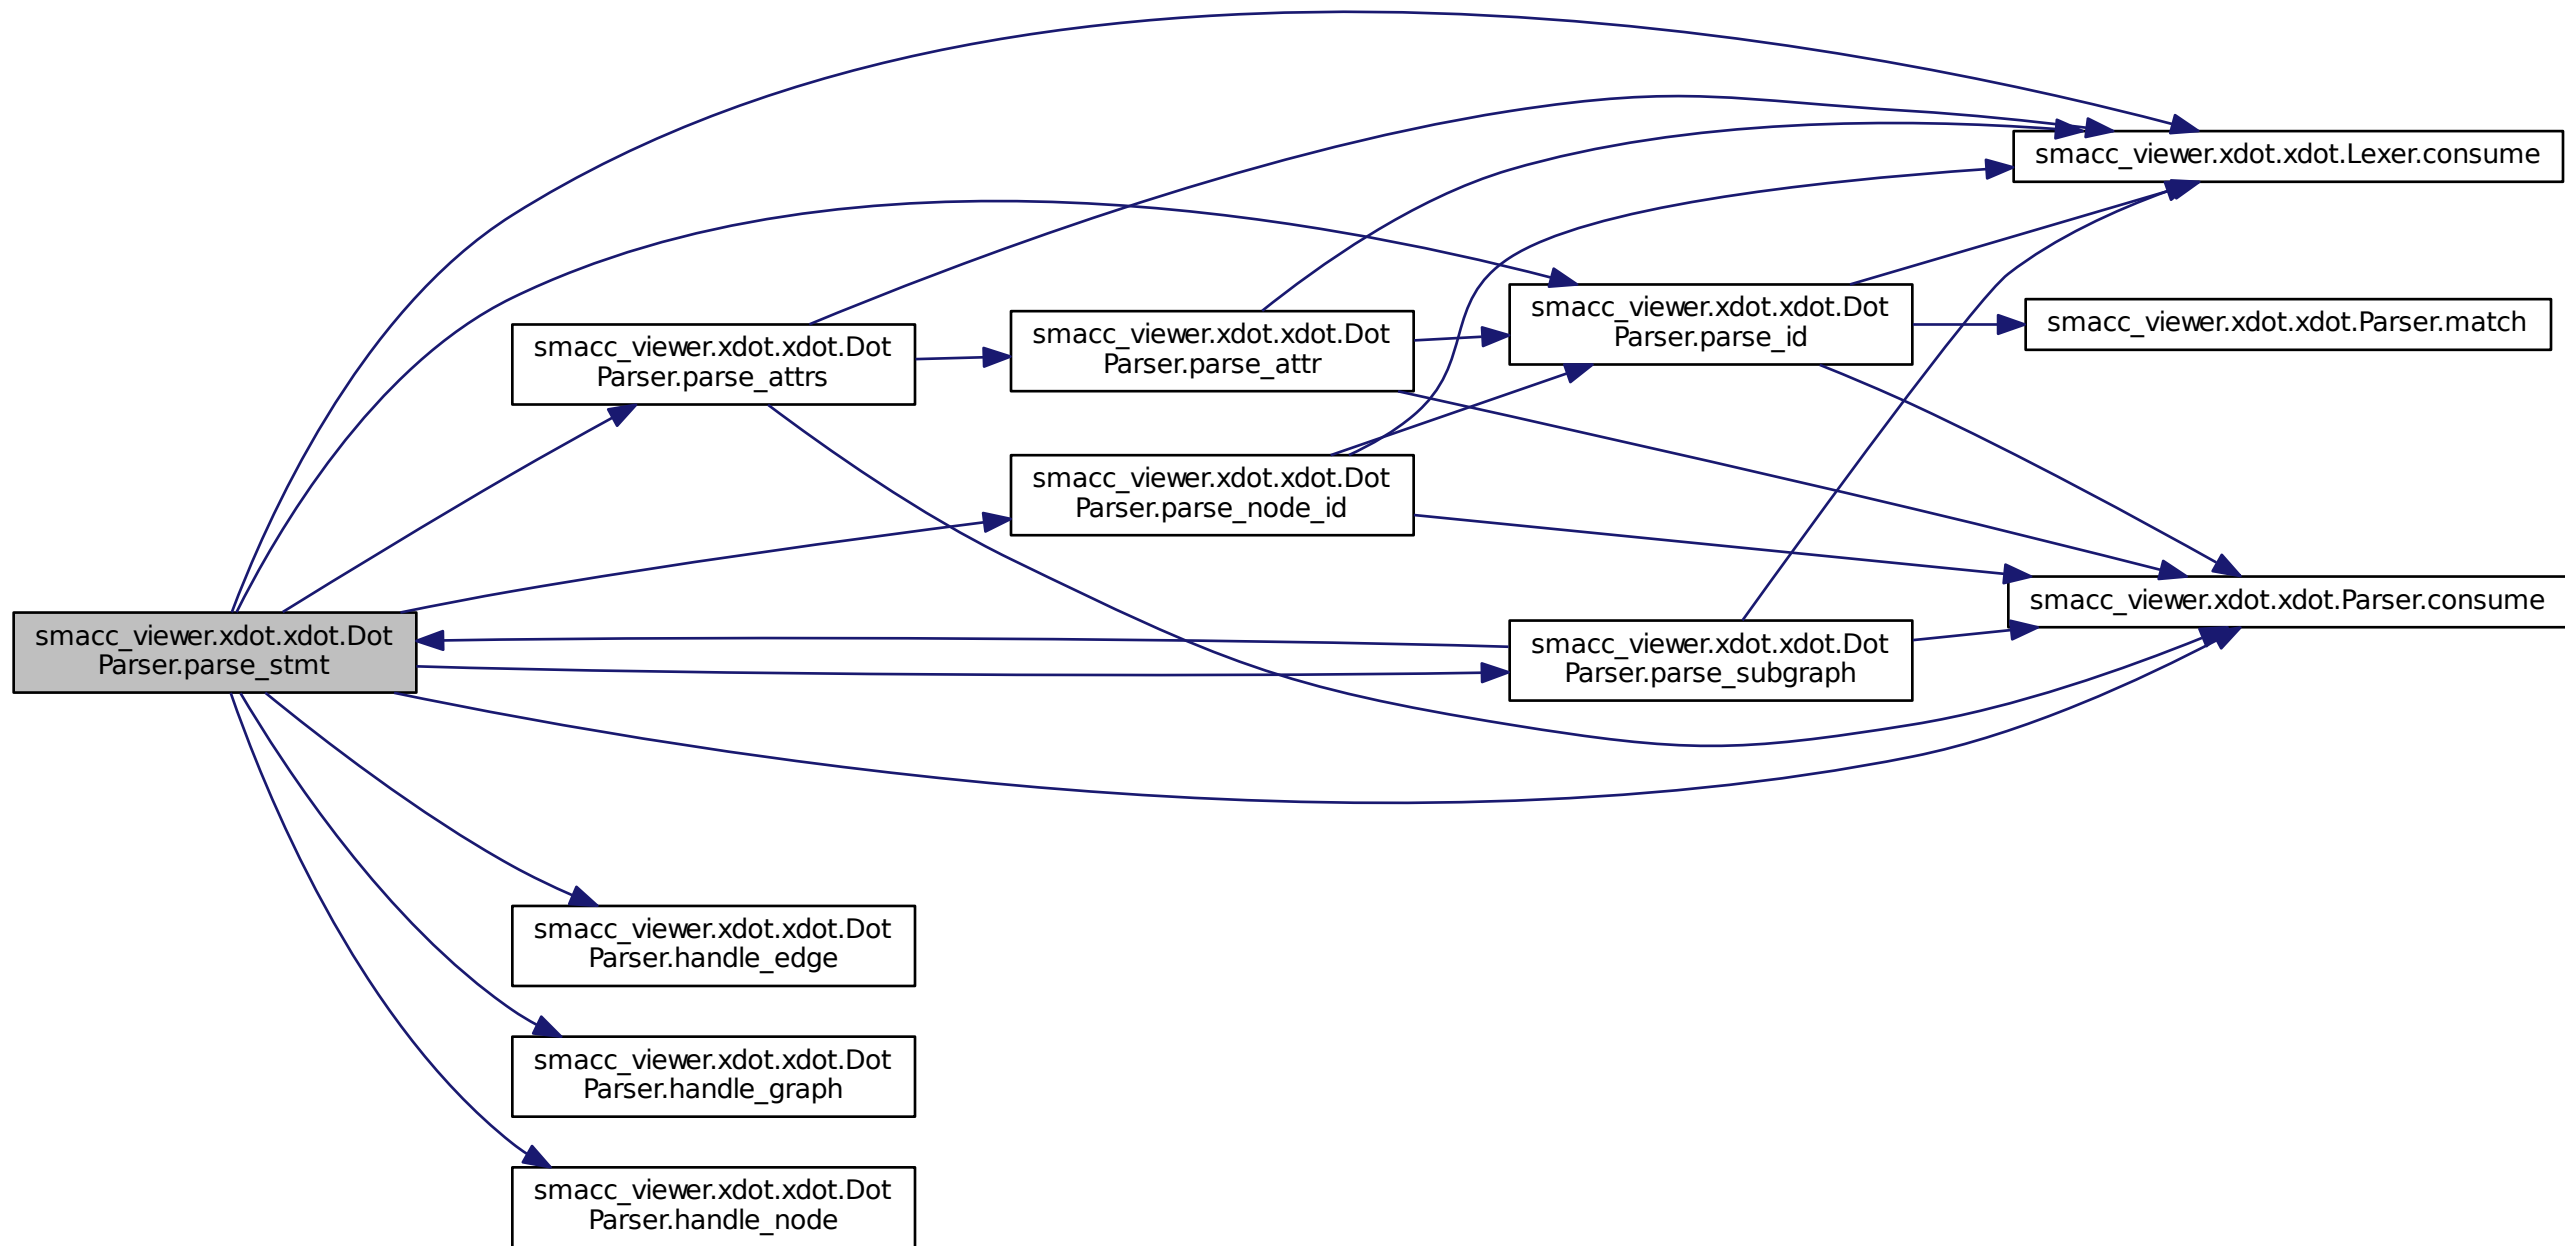 smacc_viewer.xdot.xdot.Lexer.consume
smacc_viewer.xdot.xdot.Dot
Parser.parse_id
smacc_viewer.xdot.xdot.Parser.match
smacc_viewer.xdot.xdot.Dot
Parser.parse_attrs
smacc_viewer.xdot.xdot.Dot
Parser.parse_attr
smacc_viewer.xdot.xdot.Dot
Parser.parse_node_id
smacc_viewer.xdot.xdot.Parser.consume
smacc_viewer.xdot.xdot.Dot
Parser.parse_stmt
smacc_viewer.xdot.xdot.Dot
Parser.parse_subgraph
smacc_viewer.xdot.xdot.Dot
Parser.handle_edge
smacc_viewer.xdot.xdot.Dot
Parser.handle_graph
smacc_viewer.xdot.xdot.Dot
Parser.handle_node